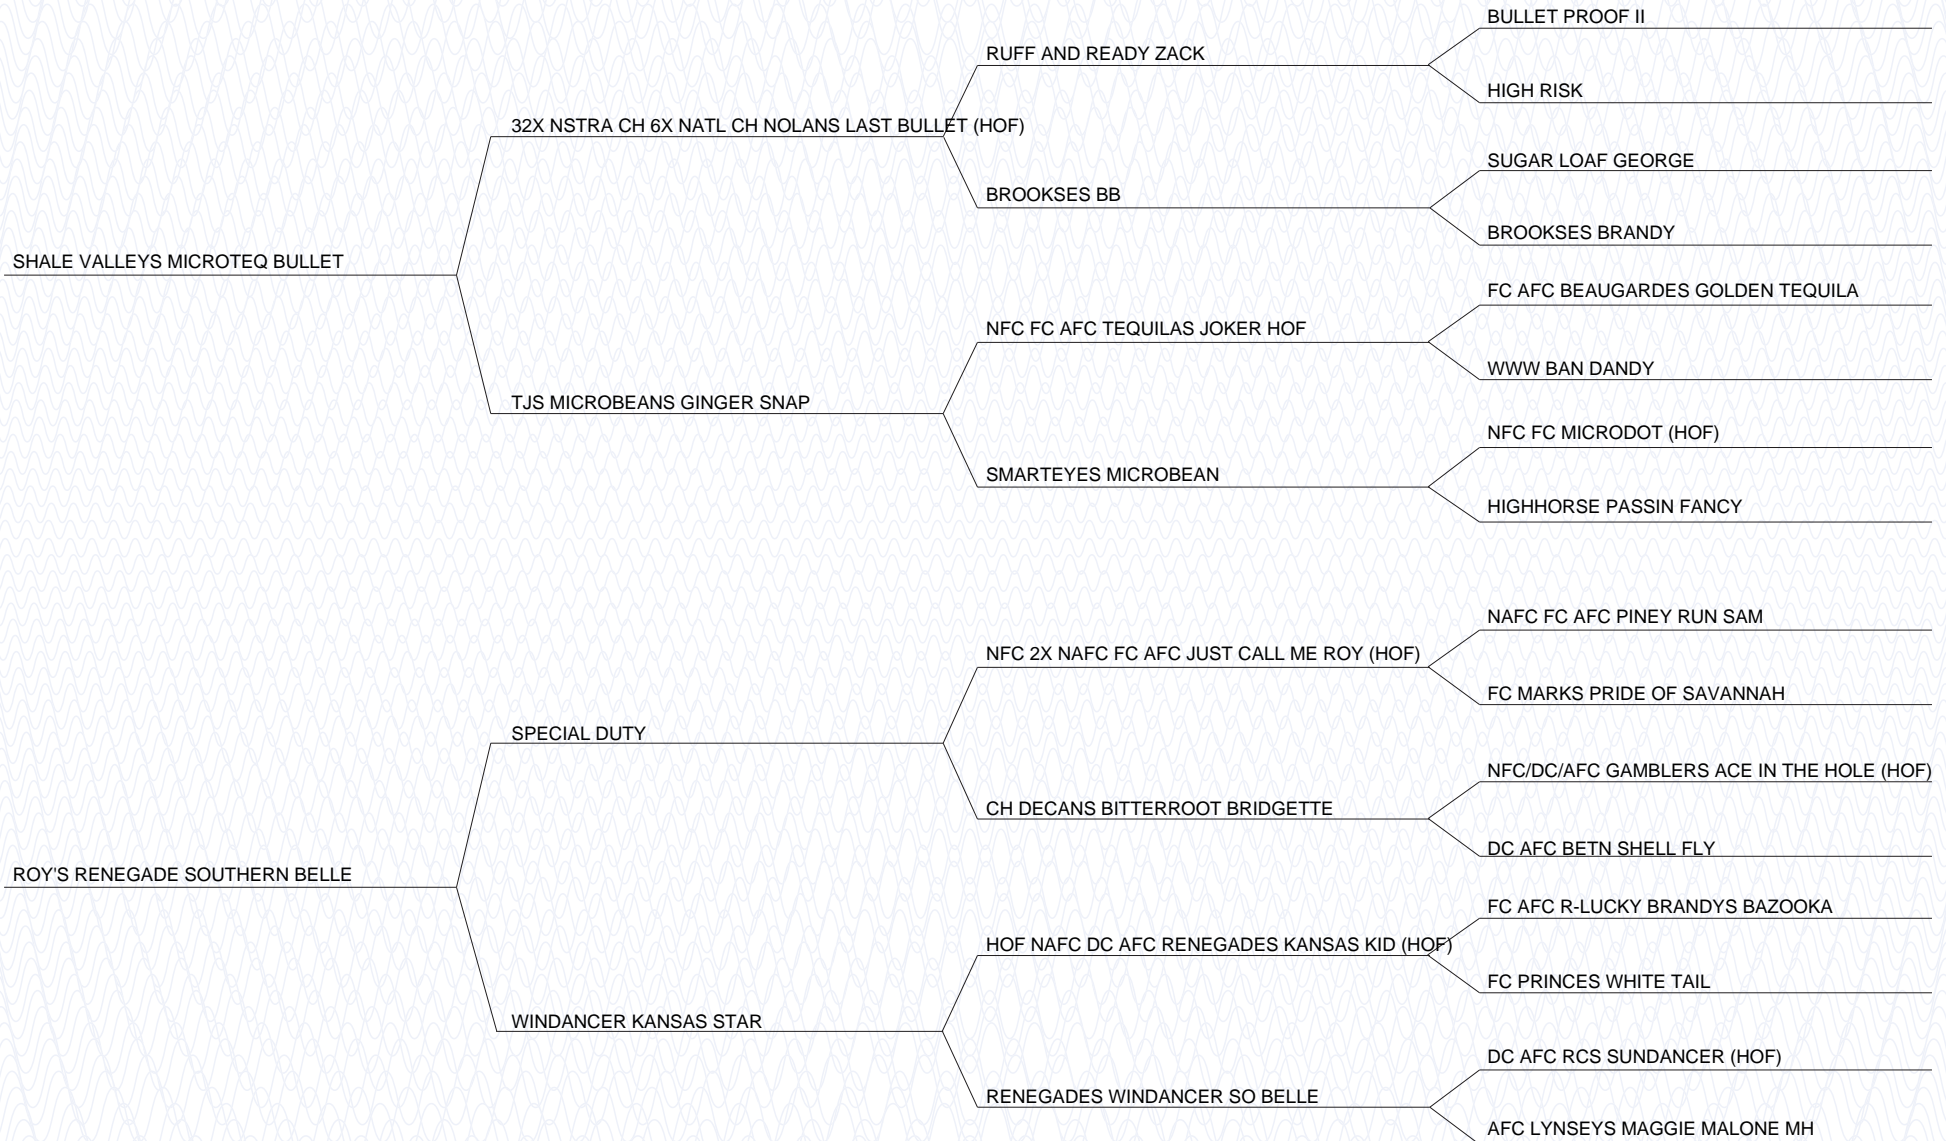 BULLET PROOF II
RUFF AND READY ZACK
HIGH RISK
32X NSTRA CH 6X NATL CH NOLANS LAST BULLET (HOF)
SUGAR LOAF GEORGE
BROOKSES BB
BROOKSES BRANDY
SHALE VALLEYS MICROTEQ BULLET
FC AFC BEAUGARDES GOLDEN TEQUILA
NFC FC AFC TEQUILAS JOKER HOF
WWW BAN DANDY
TJS MICROBEANS GINGER SNAP
NFC FC MICRODOT (HOF)
SMARTEYES MICROBEAN
HIGHHORSE PASSIN FANCY
NAFC FC AFC PINEY RUN SAM
NFC 2X NAFC FC AFC JUST CALL ME ROY (HOF)
FC MARKS PRIDE OF SAVANNAH
SPECIAL DUTY
NFC/DC/AFC GAMBLERS ACE IN THE HOLE (HOF)
CH DECANS BITTERROOT BRIDGETTE
DC AFC BETN SHELL FLY
ROY'S RENEGADE SOUTHERN BELLE
FC AFC R-LUCKY BRANDYS BAZOOKA
HOF NAFC DC AFC RENEGADES KANSAS KID (HOF)
FC PRINCES WHITE TAIL
WINDANCER KANSAS STAR
DC AFC RCS SUNDANCER (HOF)
RENEGADES WINDANCER SO BELLE
AFC LYNSEYS MAGGIE MALONE MH